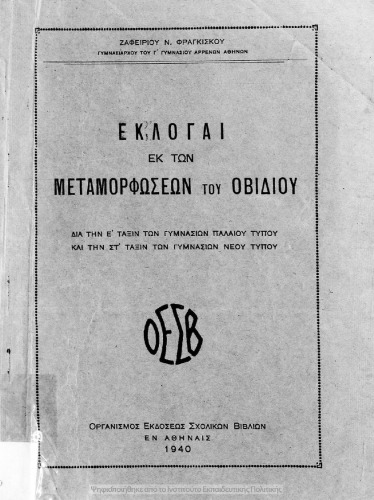 ΖΑΦΕΙΡΙΟΥ Ν. ΦΡΑΓΚΙΣΚΟΥ
ΓΥΜΝΑΣΙΑΡΧΟΥ ΤΟΥ Γ' ΓΥΜΝΑΣΙΟΥ ΑΡΡΕΝΩΝ ΑΘΗΝΩΝ
ΕΚΛΟΓΑΙ
ΕΚ ΤΩΝ
ΜΕΤΑΜΟΡΦΩΣΕΩΝ ΤΟΥ ΟΒΙΔΙΟΥ
ΔΙΑ ΤΗΝ Ε' ΤΑΞΙΝ ΤΩΝ ΓΥΜΝΑΣΙΩΝ ΠΑΛΑΙΟΥ ΤΥΠΟΥ
ΚΑΙ ΤΗΝ ΣΤ' ΤΑΞΙΝ ΤΩΝ ΓΥΜΝΑΣΙΩΝ ΝΕΟΥ ΤΥΠΟΥ
ΟΕΣΒ
ΟΡΓΑΝΙΣΜΟΣ ΕΚΔΟΣΕΩΣ ΣΧΟΛΙΚΩΝ ΒΙΒΛΙΩΝ
ΕΝ ΑΘΗΝΑΙΣ
1940
Ψηφιοποιήθηκε από το Ινστιτούτο Εκπαιδευτικής Πολιτικής